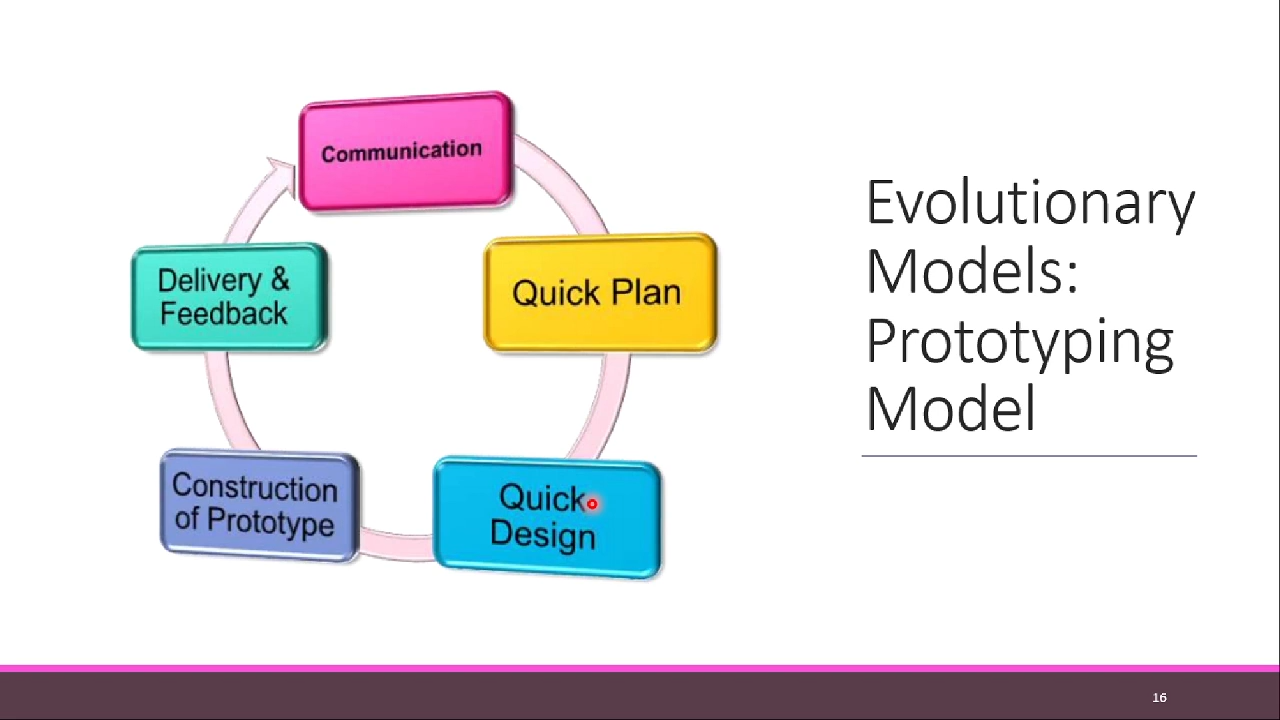 Communication
Quick Plan
Quick
Design
Construction
of Prototype
Delivery &
Feedback
Evolutionary
Models:
Prototyping
Model
16